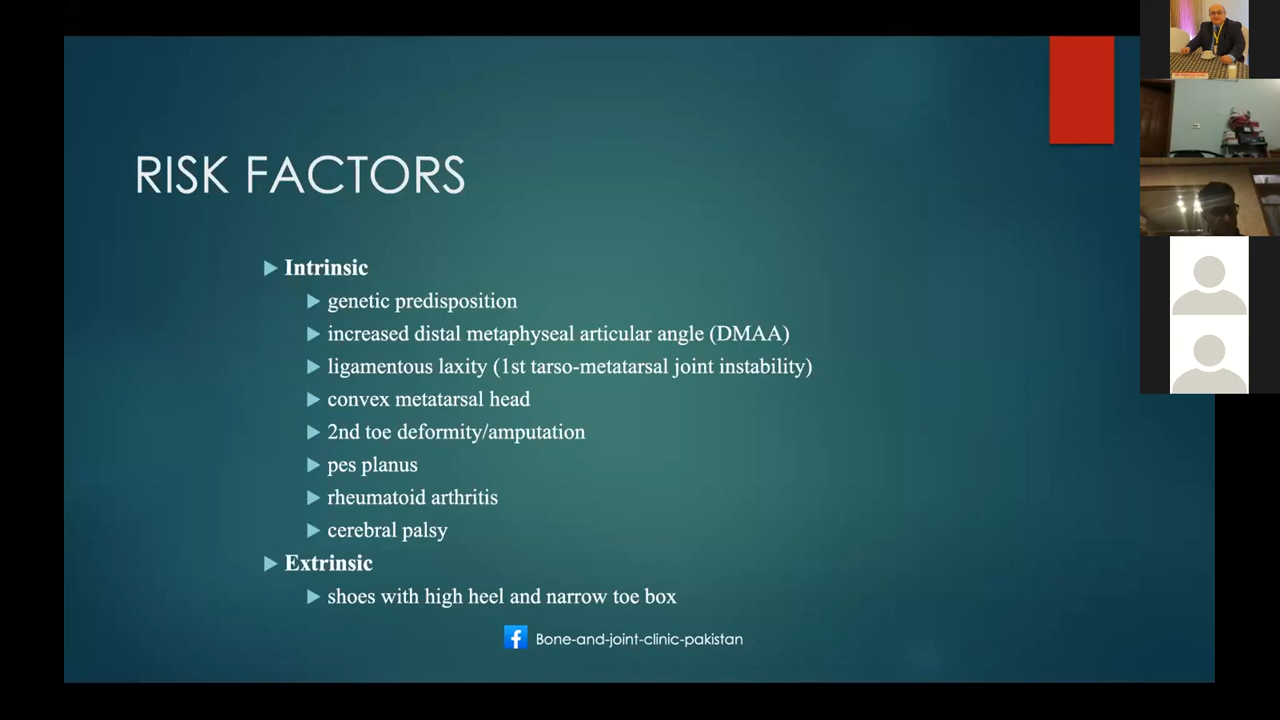 RISK FACTORS
Intrinsic
genetic predisposition
increased distal metaphyseal articular angle (DMAA)
ligamentous laxity (1st tarso-metatarsal joint instability)
convex metatarsal head
2nd toe deformity/amputation
pes planus
rheumatoid arthritis
cerebral palsy
Extrinsic
shoes with high heel and narrow toe box
Bone-and-joint-clinic-pakistan